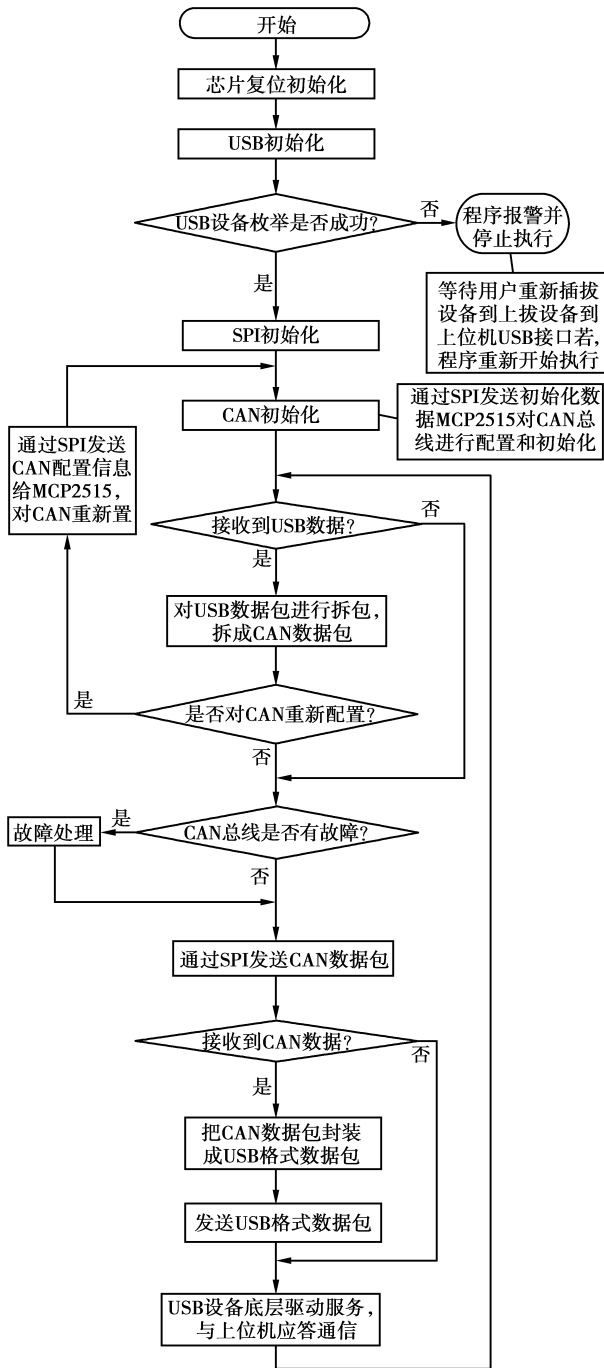 开始
芯片复位初始化
USB初始化
USB设备枚举是否成功?
否
程序报警并
停止执行
等待用户重新插拔
设备到上拔设备到
上位机USB接口若,
程序重新开始执行
是
SPI初始化
CAN初始化
通过SPI发送初始化数
据MCP2515对CAN总
线进行配置和初始化
通过SPI发送
CAN配置信息
给MCP2515,
对CAN重新置
接收到USB数据?
否
是
对USB数据包进行拆包,
拆成CAN数据包
是否对CAN重新配置?
是
否
CAN总线是否有故障?
是
故障处理
否
通过SPI发送CAN数据包
接收到CAN数据?
否
是
把CAN数据包封装
成USB格式数据包
发送USB格式数据包
USB设备底层驱动服务,
与上位机应答通信